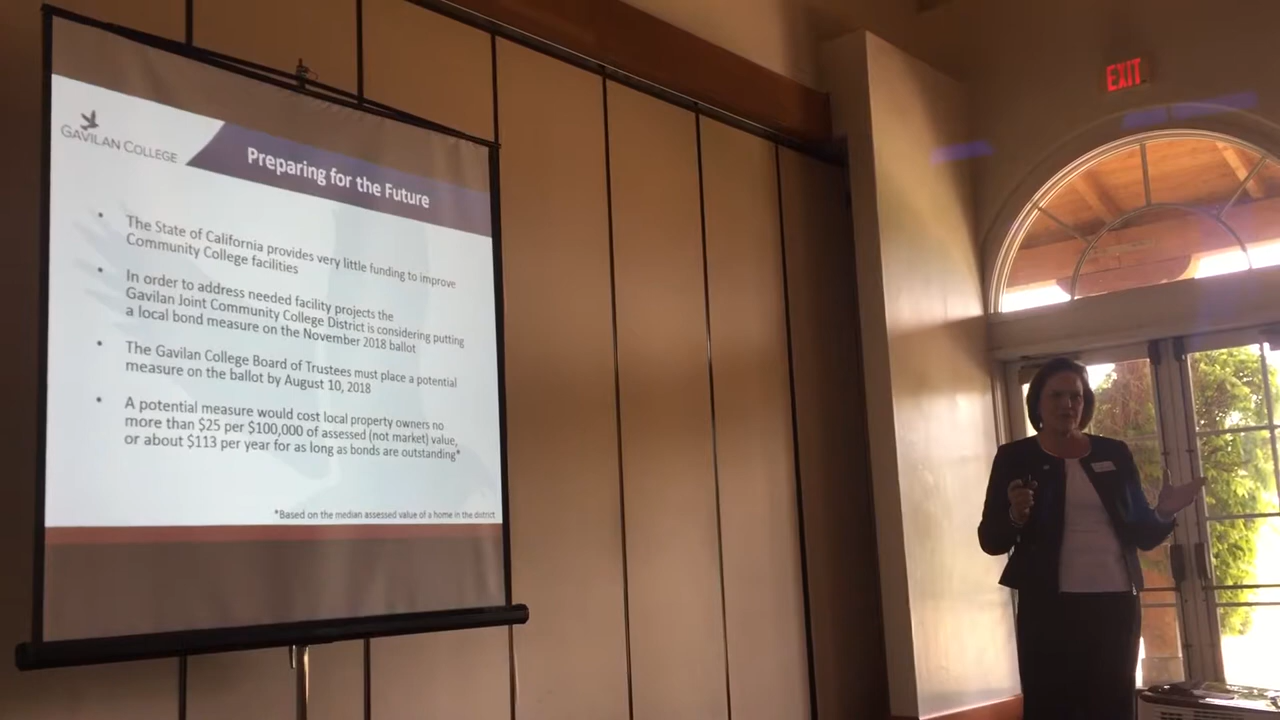 EXIT
GAVILAN COLLEGE
Preparing for the Future
• The State of California provides very little funding to improve
Community College facilities
• In order to address needed facility projects the
Gavilan Joint Community College District is considering putting
a local bond measure on the November 2018 ballot
• The Gavilan College Board of Trustees must place a potential
measure on the ballot by August 10, 2018
• A potential measure would cost local property owners no
more than $25 per $100,000 of assessed (not market) value,
or about $113 per year for as long as bonds are outstanding*
*Based on the median assessed value of a home in the district